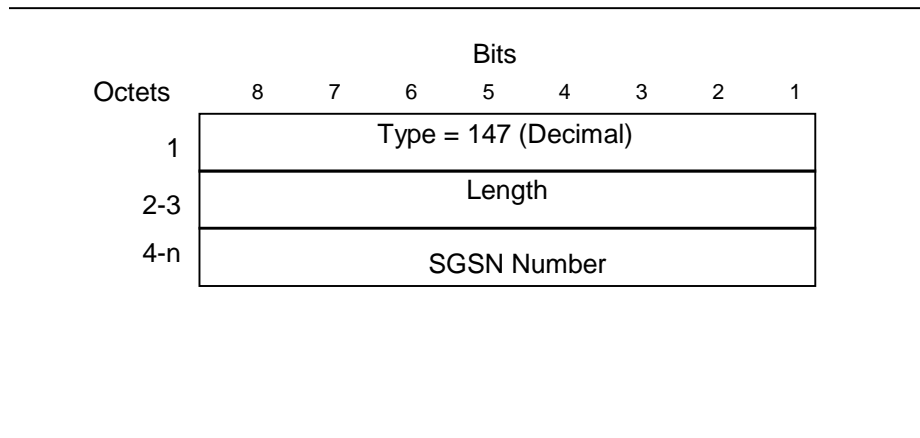 Bits
Octets 8 7 6 5 4 3 2 1
1 Type = 147 (Decimal)
2-3 Length
4-n SGSN Number